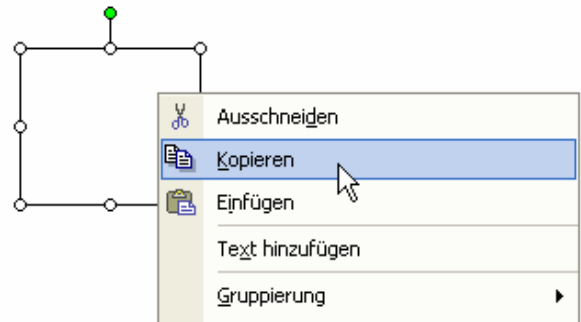 Ausschneiden
Kopieren
Einfügen
Text hinzufügen
Gruppierung